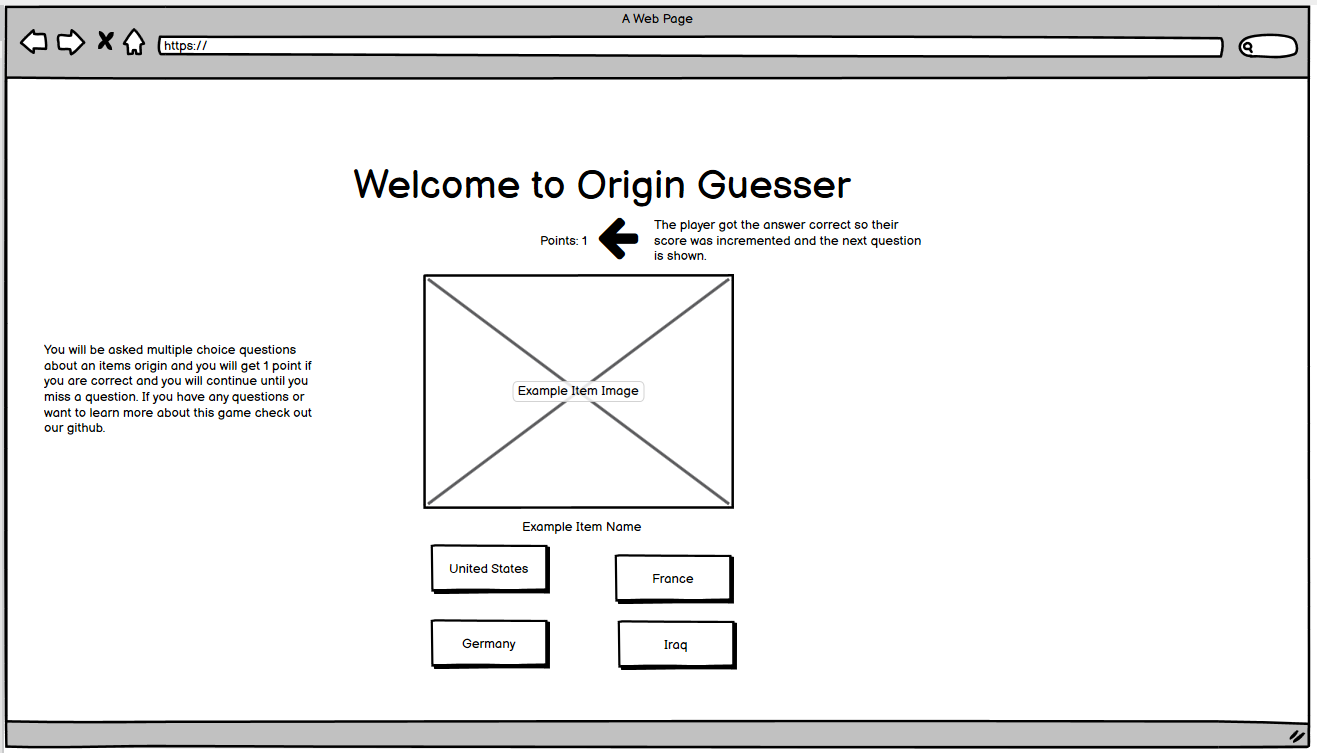 A Web Page
https://
Welcome to Origin Guesser
Points: 1
The player got the answer correct so their
score was incremented and the next question
is shown.
You will be asked multiple choice questions
about an items origin and you will get 1 point if
you are correct and you will continue until you
miss a question. If you have any questions or
want to learn more about this game check out
our github.
Example Item Image
Example Item Name
United States
France
Germany
Iraq